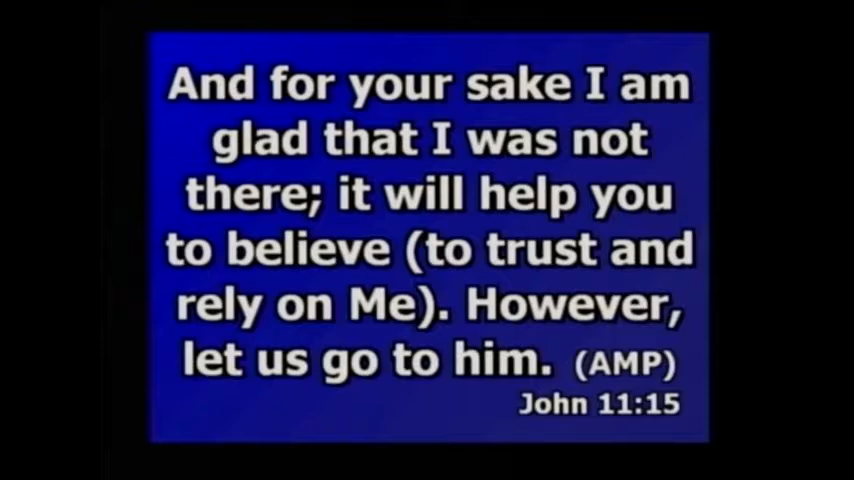 And for your sake I am
glad that I was not
there; it will help you
to believe (to trust and
rely on Me). However,
let us go to him. (AMP)
John 11:15